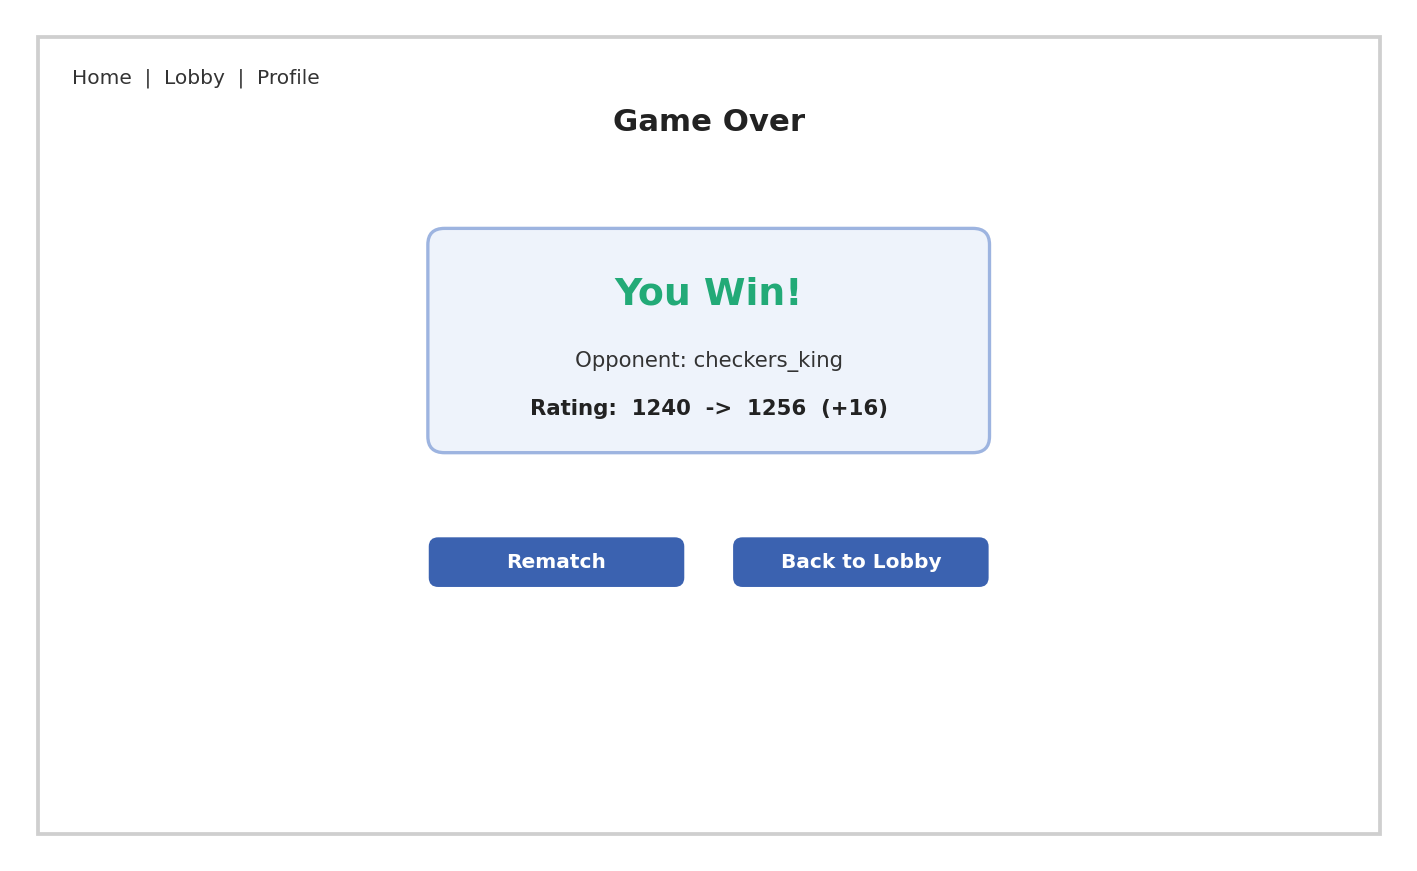 Home | Lobby | Profile
Game Over
You Win!
Opponent: checkers_king
Rating: 1240 -> 1256 (+16)
Rematch
Back to Lobby